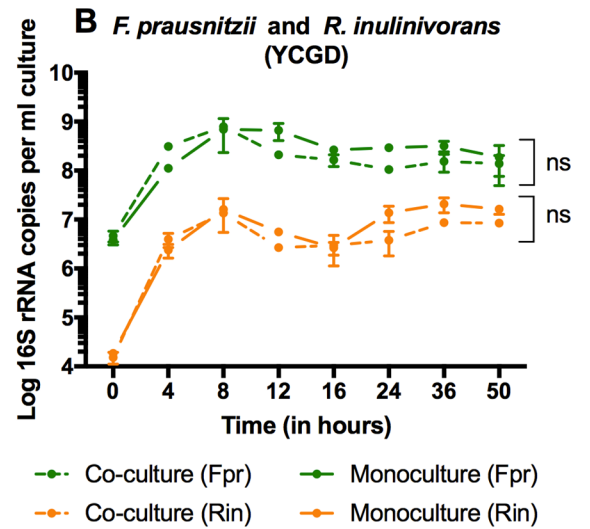 B F. prausnitzii and R. inulinivorans
(YCGD)
Log 16S rRNA copies per ml culture
10
9
8
7
6
5
4
ns
ns
0 4 8 12 16 24 36 50
Time (in hours)
Co-culture (Fpr) Monoculture (Fpr)
Co-culture (Rin) Monoculture (Rin)